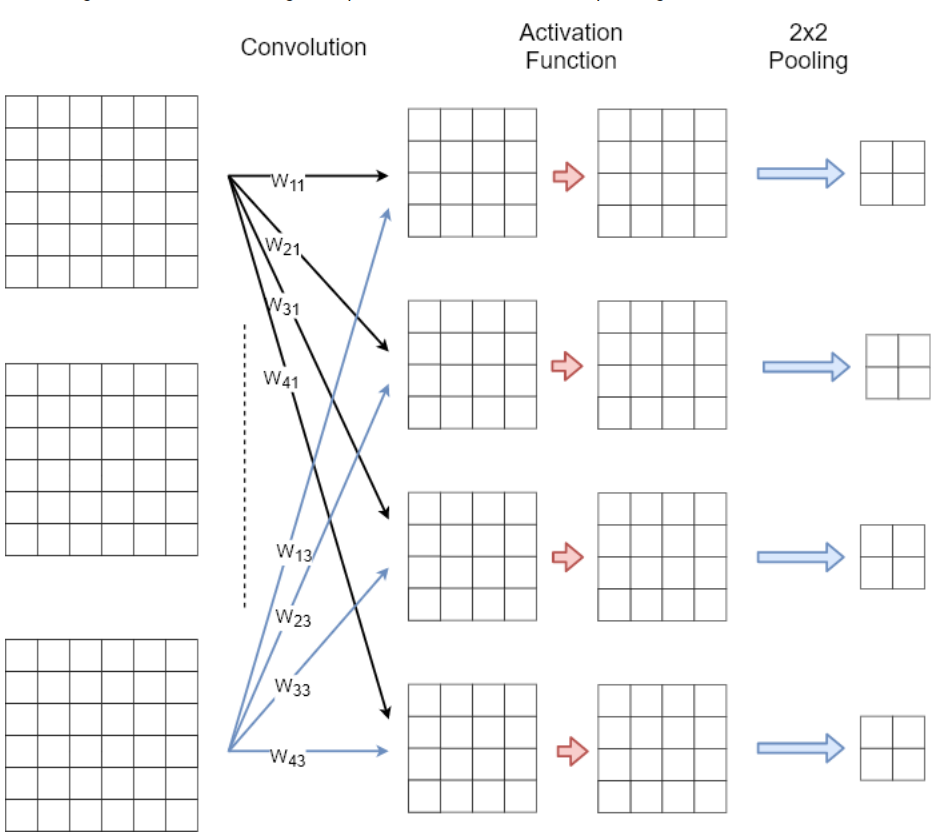 Convolution
Activation
Function
2x2
Pooling
W11
W21
W31
W41
W13
W23
W33
W43